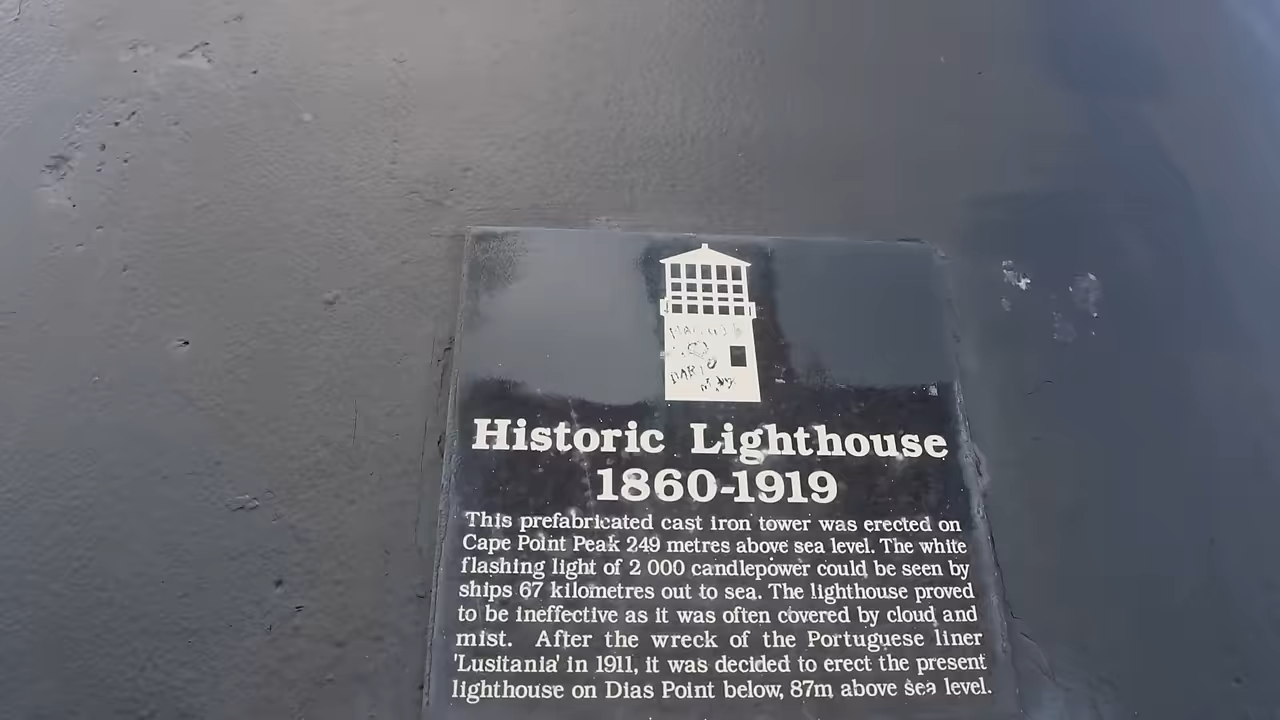 Historic Lighthouse
1860-1919
This prefabricated cast iron tower was erected on
Cape Point Peak 249 metres above sea level. The white
flashing light of 2 000 candlepower could be seen by
ships 67 kilometres out to sea. The lighthouse proved
to be ineffective as it was often covered by cloud and
mist. After the wreck of the Portuguese liner
'Lusitania' in 1911, it was decided to erect the present
lighthouse on Dias Point below, 87m above sea level.